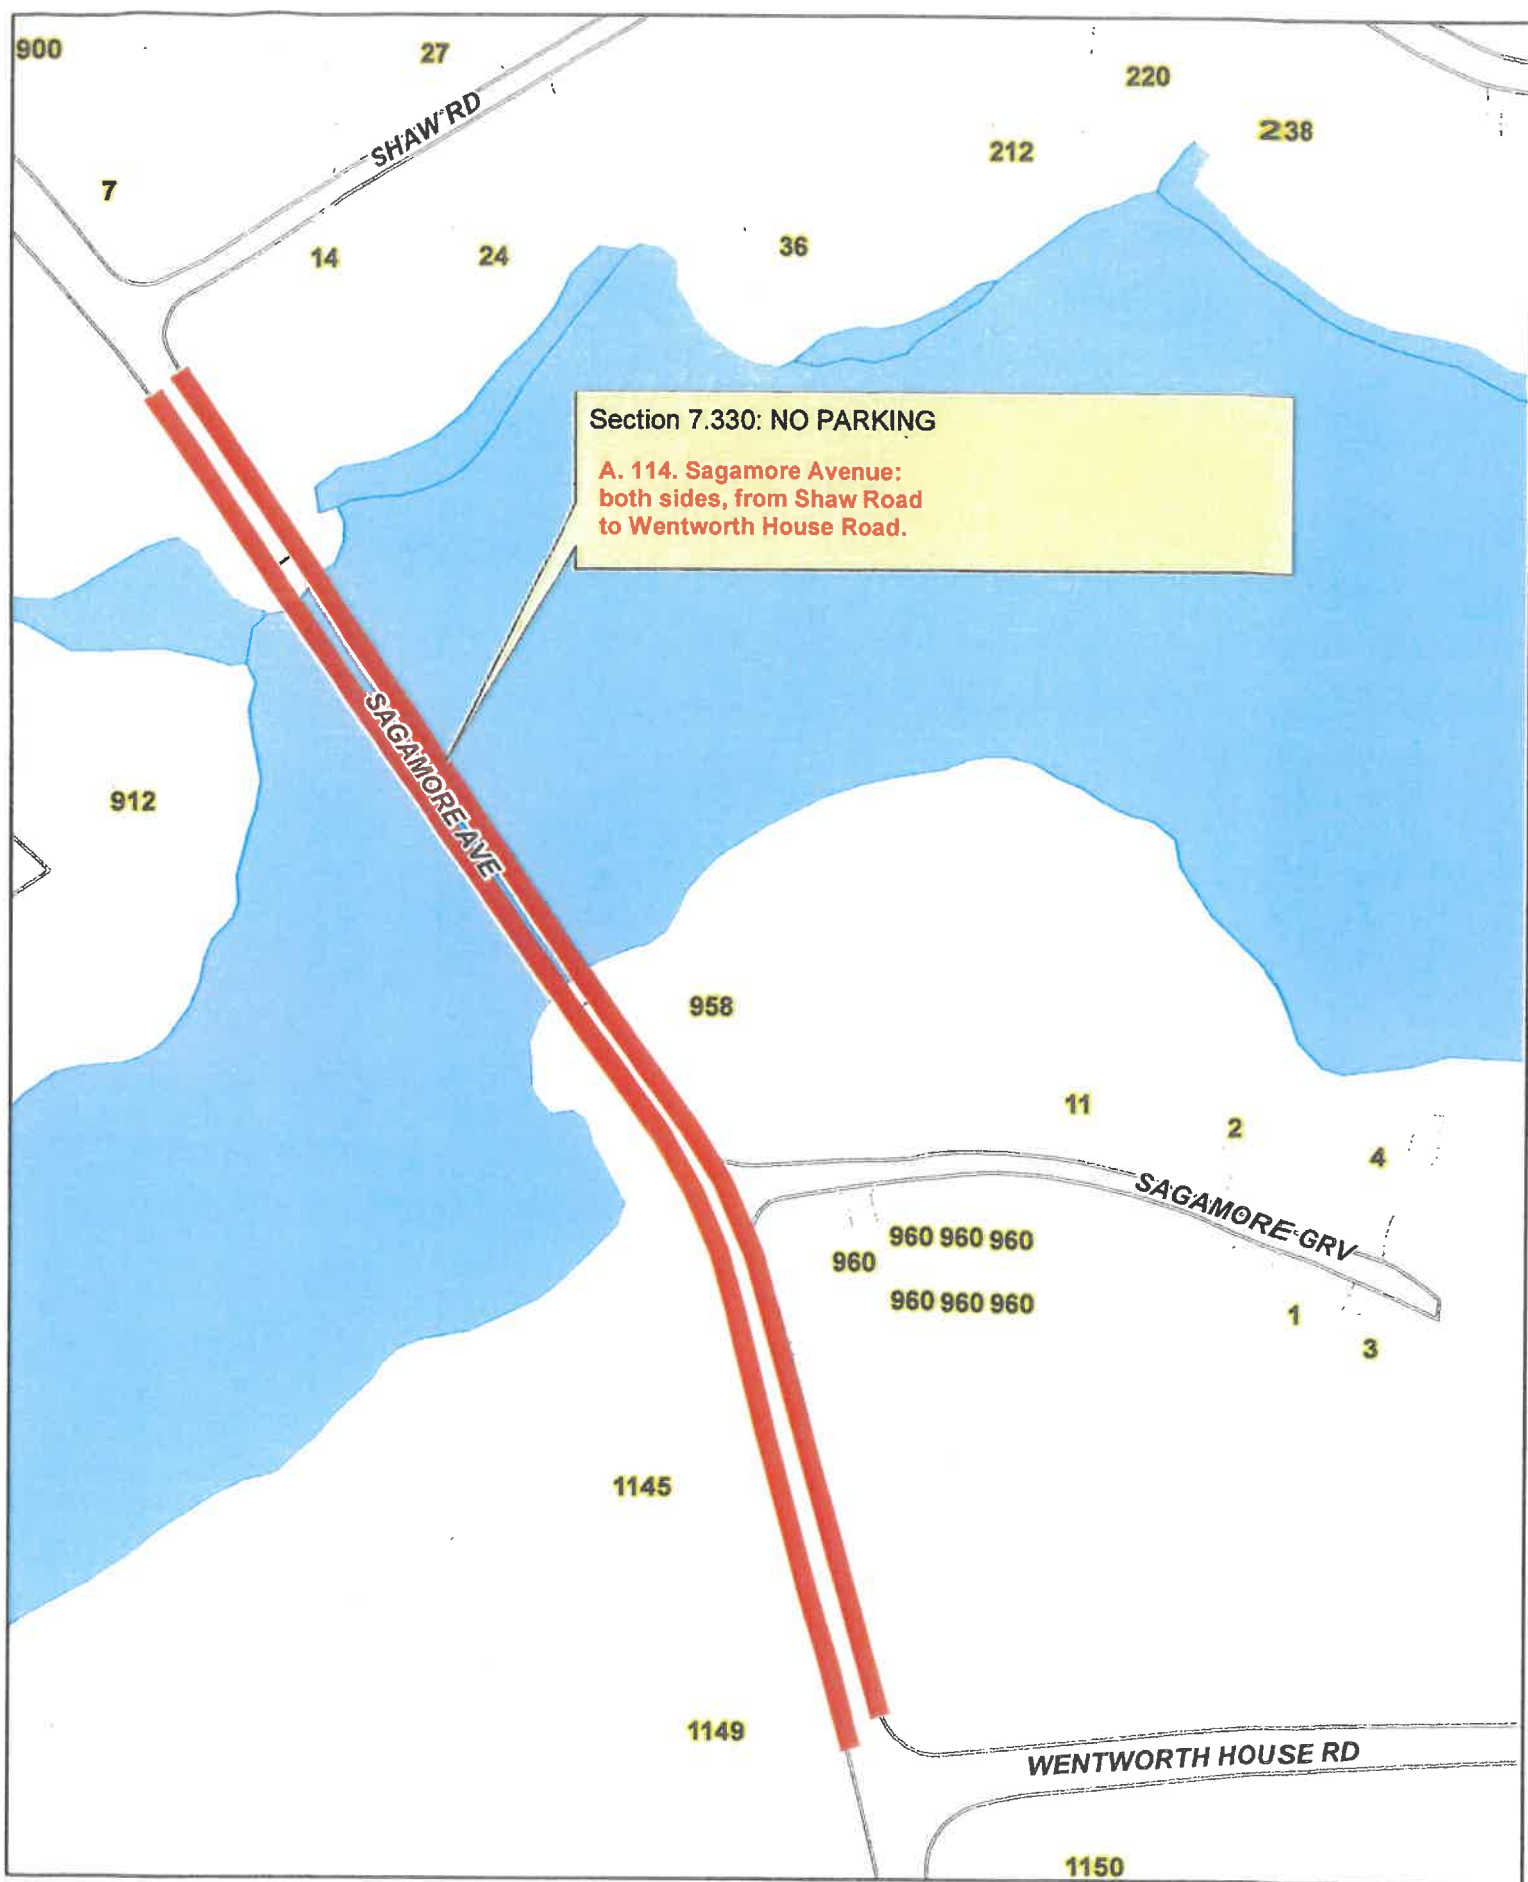 900
27
220
SHAW RD
238
212
7
36
14
24
Section 7.330: NO PARKING
A. 114. Sagamore Avenue:
both sides, from Shaw Road
to Wentworth House Road.
SAGAMORE AVE
912
958
11
2
4
SAGAMORE GRV
960 960 960
960
960 960 960
1
3
1145
1149
WENTWORTH HOUSE RD
1150